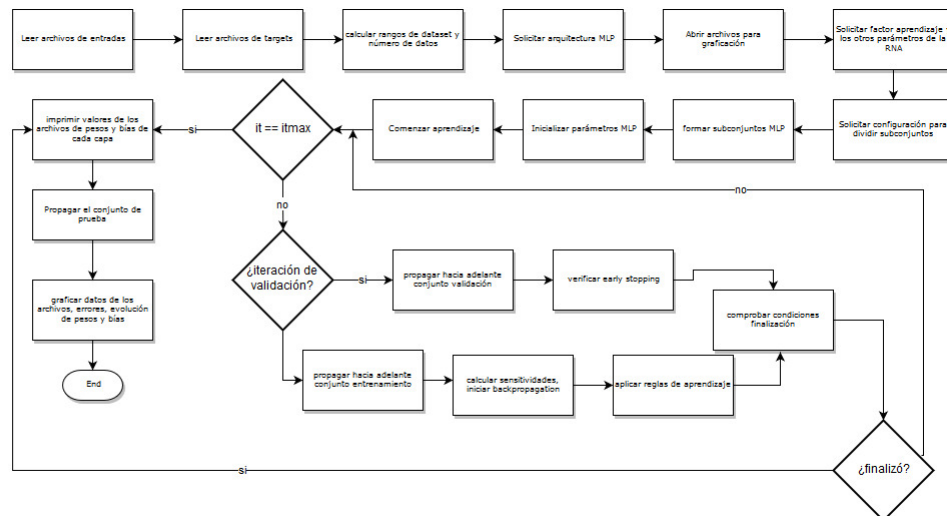 Leer archivos de entradas
Leer archivos de targets
calcular rangos de dataset y
número de datos
Solicitar arquitectura MLP
Abrir archivos para
graficación
Solicitar factor aprendizaje y
los otros parámetros de la
RNA
Solicitar configuración para
dividir subconjuntos
formar subconjuntos MLP
Inicializar parámetros MLP
Comenzar aprendizaje
it == itmax
si
imprimir valores de los
archivos de pesos y bías de
cada capa
Propagar el conjunto de
prueba
graficar datos de los
archivos, errores, evolución
de pesos y bías
End
no
¿iteración de
validación?
si
propagar hacia adelante
conjunto validación
verificar early stopping
comprobar condiciones
finalización
propagar hacia adelante
conjunto entrenamiento
calcular sensitividades,
iniciar backpropagation
aplicar reglas de aprendizaje
¿finalizó?
no
si